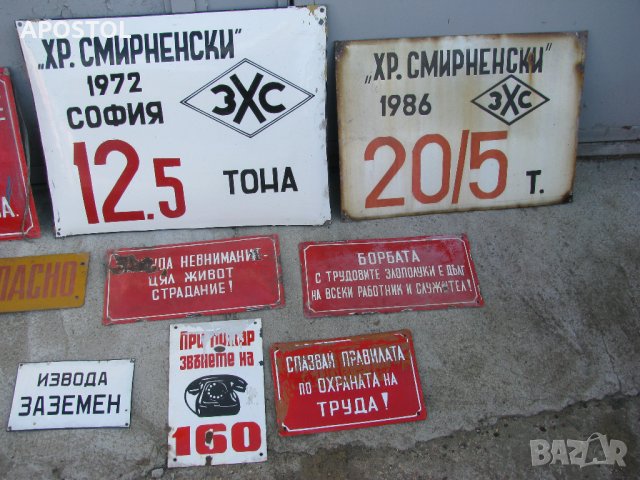 APOSTOL
„ХР. СМИРНЕНСКИ"
1972
СОФИЯ
ЗХС
12.5 ТОНА
„ХР. СМИРНЕНСКИ"
1986
ЗХС
20/5 Т.
А.
НЕВНИМАНИЕ-
ЦЯЛ ЖИВОТ
СТРАДАНИЕ!
БОРБАТА
С ТРУДОВИТЕ ЗЛОПОЛУКИ Е ДЪЛГ
НА ВСЕКИ РАБОТНИК И СЛУЖИТЕЛ!
ИЗВОДА
ЗАЗЕМЕН.
ПРИ ПОЖАР
ЗВЪНЕТЕ НА
160
СПАЗВАЙ ПРАВИЛАТА
ПО ОХРАНАТА НА
ТРУДА!
BAZAR